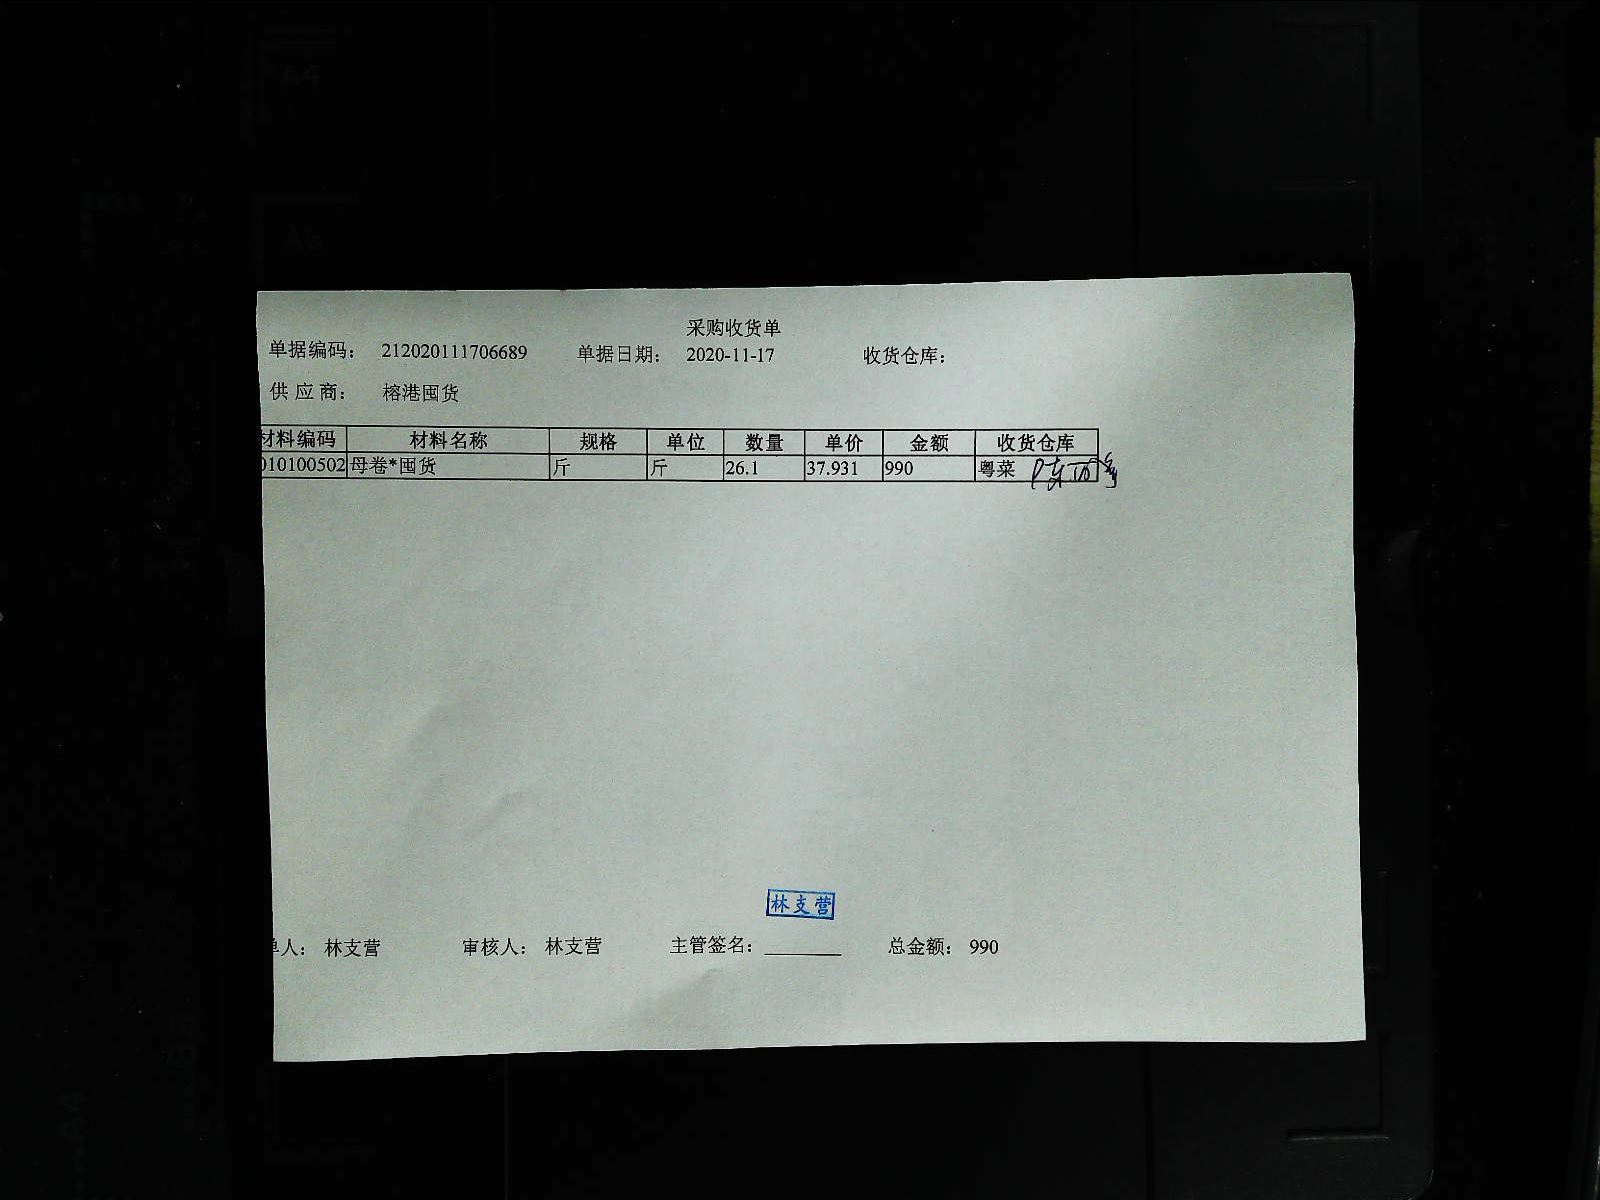 采购收货单
单据编码： 212020111706689 单据日期： 2020-11-17 收货仓库：
供 应 商： 榕港囤货
材料编码 材料名称 规格 单位 数量 单价 金额 收货仓库
010100502 母卷*囤货 斤 斤 26.1 37.931 990 粤菜
林支营
单人： 林支营 审核人： 林支营 主管签名： 总金额： 990